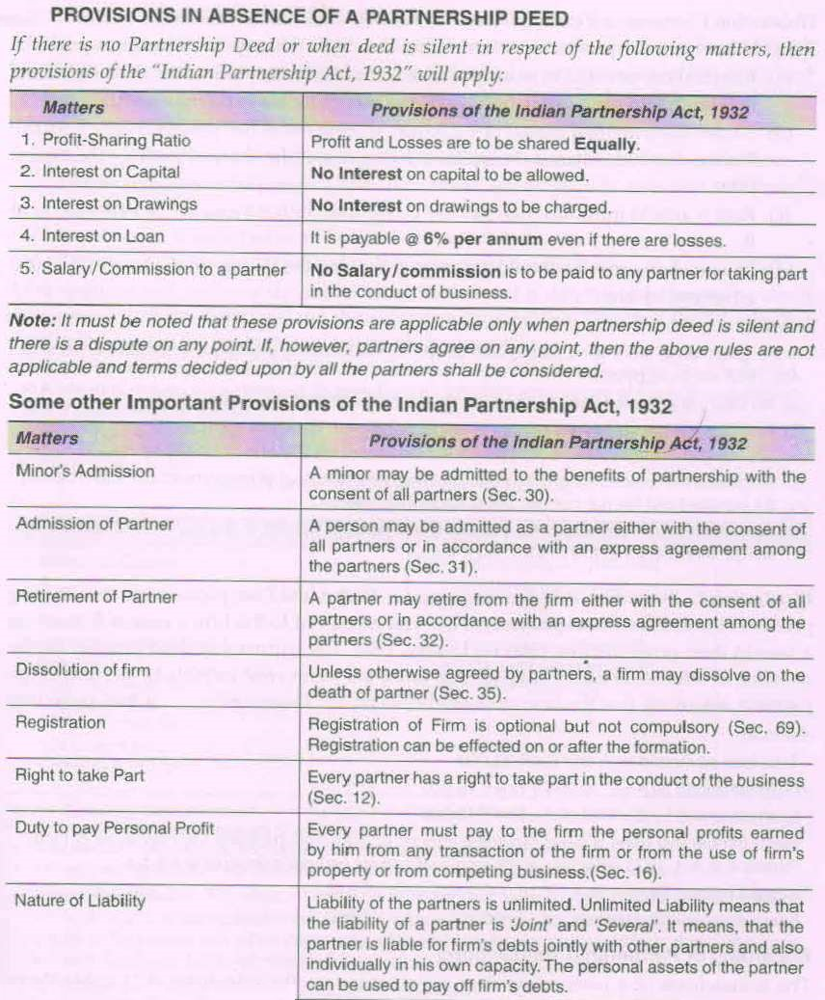 PROVISIONS IN ABSENCE OF A PARTNERSHIP DEED
If there is no Partnership Deed or when deed is silent in respect of the following matters, then
provisions of the "Indian Partnership Act, 1932" will apply:
Matters
Provisions of the Indian Partnership Act, 1932
1. Profit-Sharing Ratio
Profit and Losses are to be shared Equally.
2. Interest on Capital
No Interest on capital to be allowed.
3. Interest on Drawings
No Interest on drawings to be charged.
4. Interest on Loan
It is payable @ 6% per annum even if there are losses.
5. Salary/Commission to a partner
No Salary/commission is to be paid to any partner for taking part
in the conduct of business.
Note: It must be noted that these provisions are applicable only when partnership deed is silent and
there is a dispute on any point. If, however, partners agree on any point, then the above rules are not
applicable and terms decided upon by all the partners shall be considered.
Some other Important Provisions of the Indian Partnership Act, 1932
Matters
Provisions of the Indian Partnership Act, 1932
Minor's Admission
A minor may be admitted to the benefits of partnership with the
consent of all partners (Sec. 30).
Admission of Partner
A person may be admitted as a partner either with the consent of
all partners or in accordance with an express agreement among
the partners (Sec. 31).
Retirement of Partner
A partner may retire from the firm either with the consent of all
partners or in accordance with an express agreement among the
partners (Sec. 32).
Dissolution of firm
Unless otherwise agreed by partners, a firm may dissolve on the
death of partner (Sec. 35).
Registration
Registration of Firm is optional but not compulsory (Sec. 69).
Registration can be effected on or after the formation.
Right to take Part
Every partner has a right to take part in the conduct of the business
(Sec. 12).
Duty to pay Personal Profit
Every partner must pay to the firm the personal profits earned
by him from any transaction of the firm or from the use of firm's
property or from competing business.(Sec. 16).
Nature of Liability
Liability of the partners is unlimited. Unlimited Liability means that
the liability of a partner is 'Joint' and 'Several'. It means, that the
partner is liable for firm's debts jointly with other partners and also
individually in his own capacity. The personal assets of the partner
can be used to pay off firm's debts.